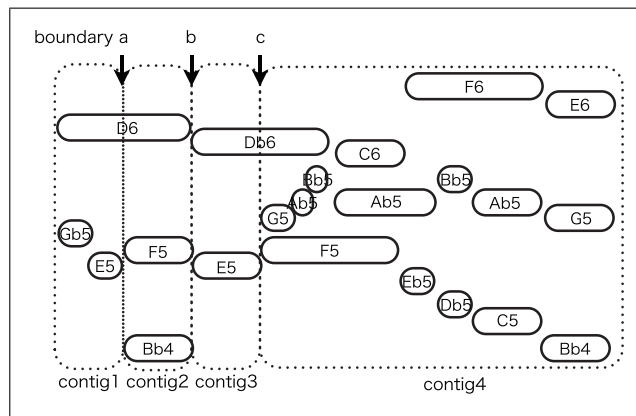 boundary a b c
F6
E6
D6
Db6
C6
Bb5 Bb5
Ab5 Ab5 Ab5
G5 G5
Gb5
F5 F5
E5 E5
Eb5
Db5
C5
Bb4 Bb4
contig1 contig2 contig3 contig4